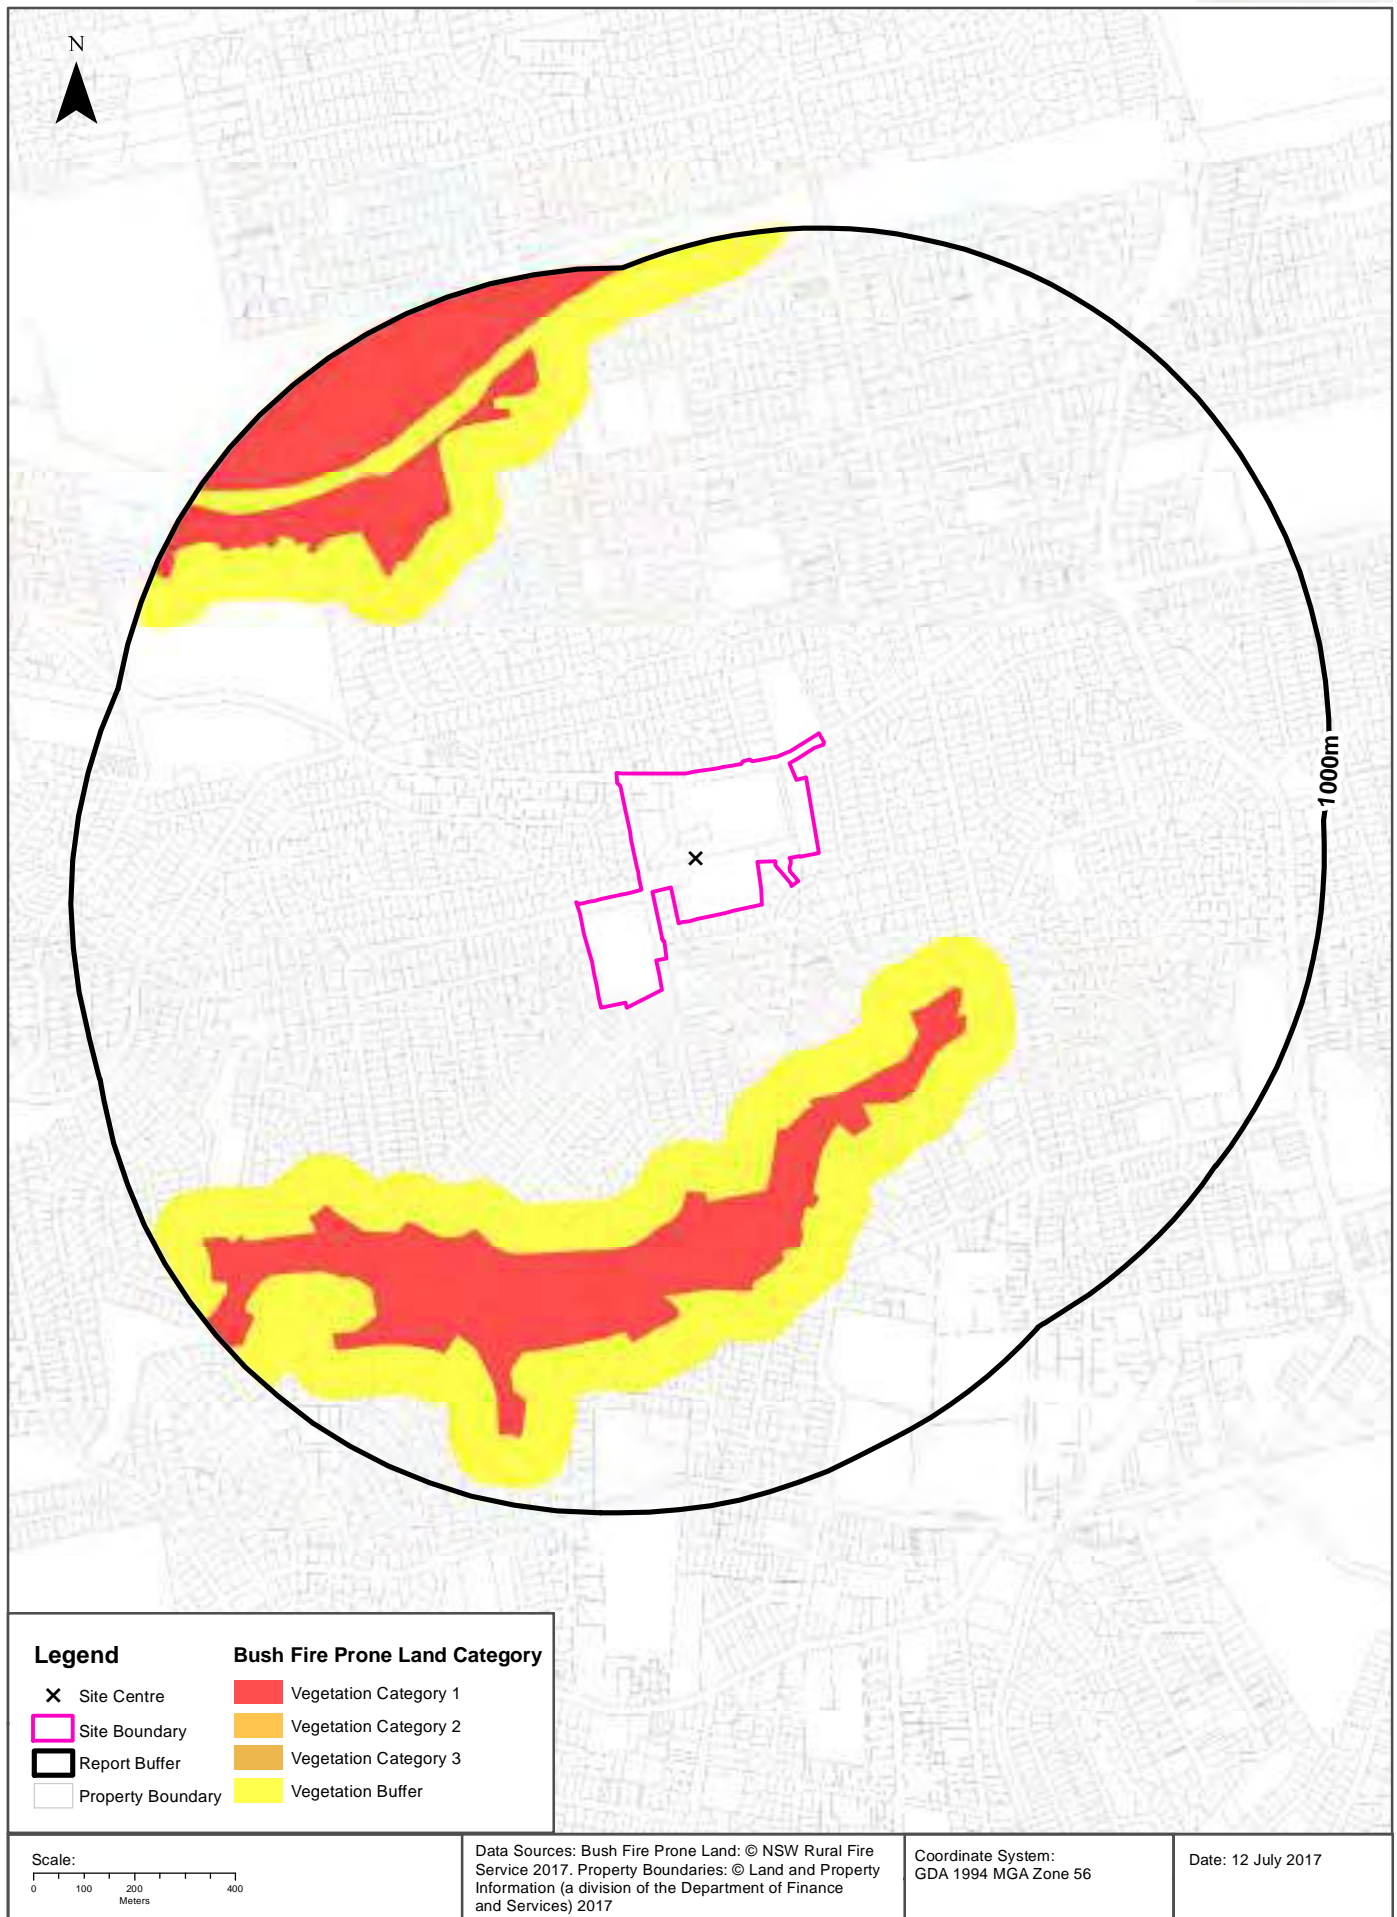 N
1000m
Legend
Site Centre
Site Boundary
Report Buffer
Property Boundary
Bush Fire Prone Land Category
Vegetation Category 1
Vegetation Category 2
Vegetation Category 3
Vegetation Buffer
Scale:
0 100 200 400
Meters
Data Sources: Bush Fire Prone Land: © NSW Rural Fire
Service 2017. Property Boundaries: © Land and Property
Information (a division of the Department of Finance
and Services) 2017
Coordinate System:
GDA 1994 MGA Zone 56
Date: 12 July 2017